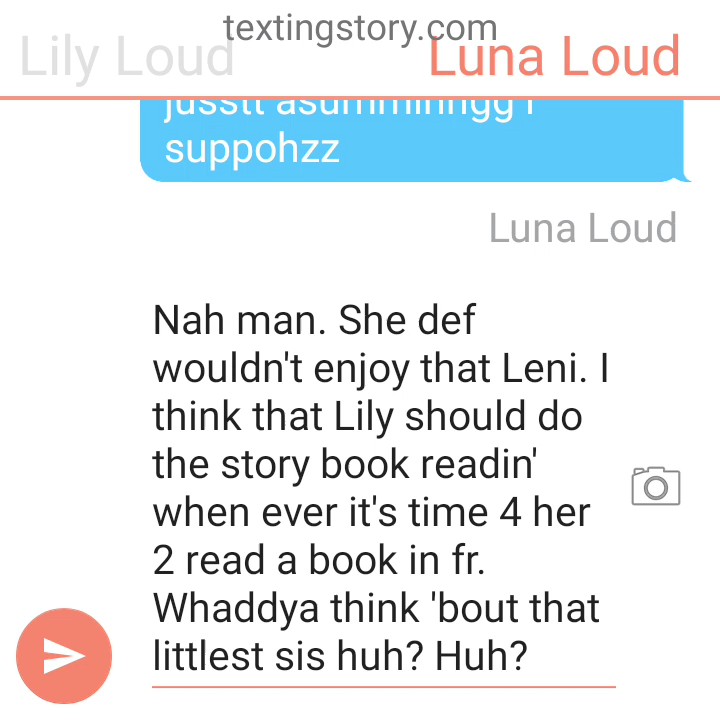 textingstory.com
Lily Loud
Luna Loud
jusstt asummminngg i
suppohzz
Luna Loud
Nah man. She def
wouldn't enjoy that Leni. I
think that Lily should do
the story book readin'
when ever it's time 4 her
2 read a book in fr.
Whaddya think 'bout that
littlest sis huh? Huh?